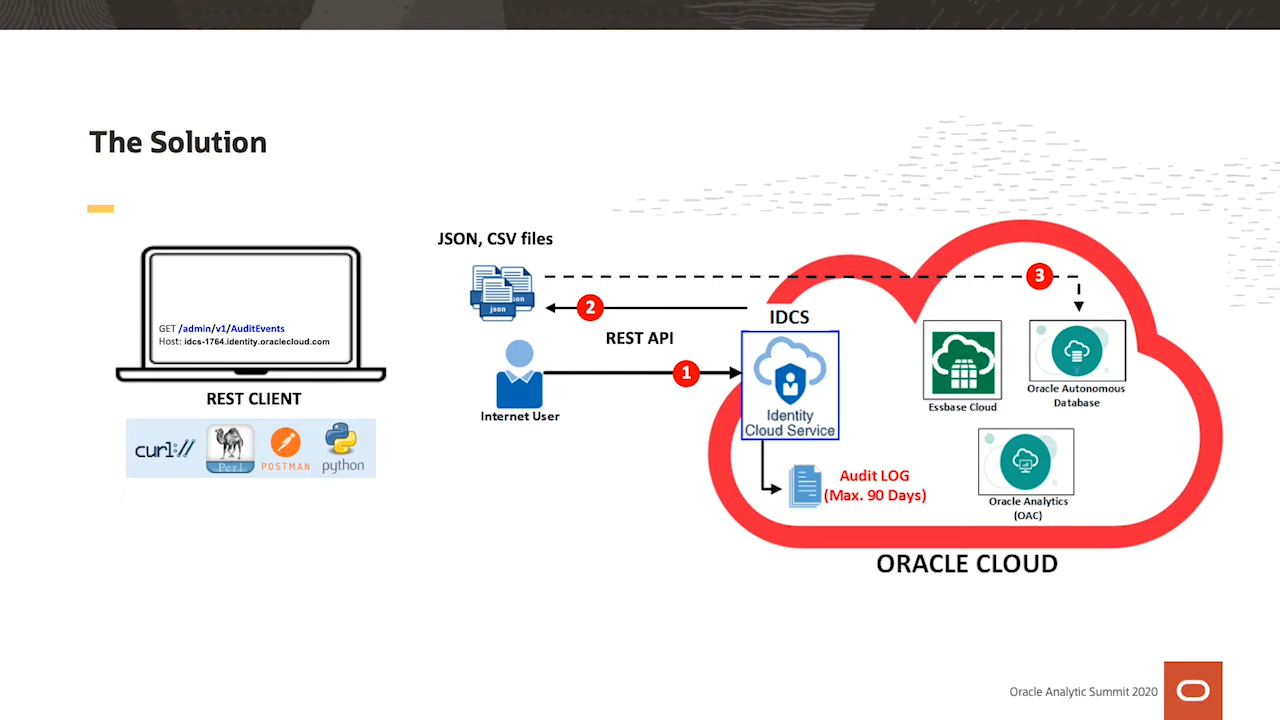 The Solution
GET /admin/v1/AuditEvents
Host: idcs-1764.identity.oraclecloud.com
REST CLIENT
curl://
Perl
POSTMAN
python
JSON, CSV files
json
2
REST API
1
Internet User
3
IDCS
Identity
Cloud Service
Audit LOG
(Max. 90 Days)
Essbase Cloud
Oracle Autonomous
Database
Oracle Analytics
(OAC)
ORACLE CLOUD
Oracle Analytic Summit 2020